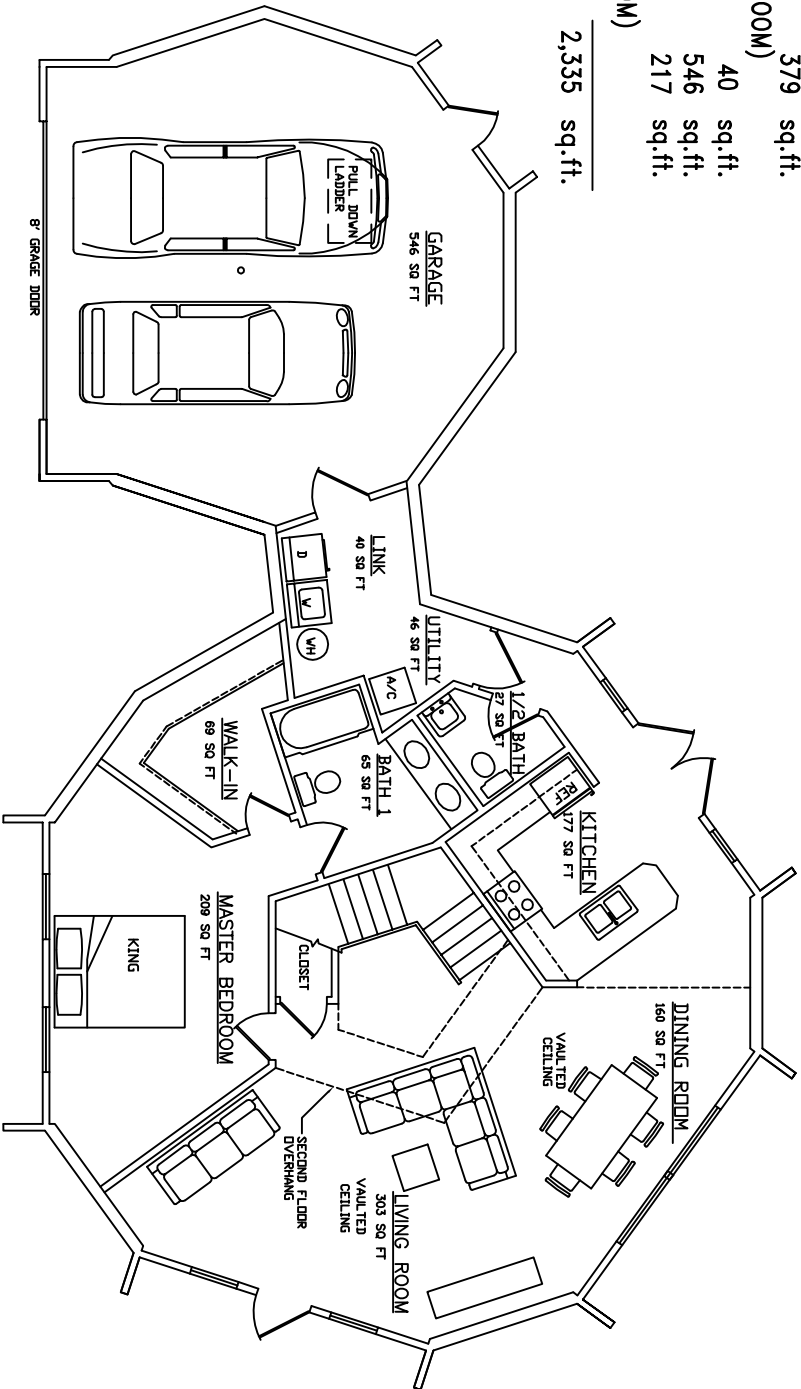 379 sq.ft.
OOM)
40 sq.ft.
546 sq.ft.
217 sq.ft.
M)
2,335 sq.ft.
GARAGE
546 SQ FT
PULL DOWN
LADDER
8' GRAGE DOOR
LINK
40 SQ FT
D
W
WH
UTILITY
46 SQ FT
A/C
1/2 BATH
27 SQ FT
BATH 1
65 SQ FT
WALK-IN
69 SQ FT
KITCHEN
177 SQ FT
REF
MASTER BEDROOM
209 SQ FT
KING
CLOSET
DINING ROOM
160 SQ FT
VAULTED
CEILING
LIVING ROOM
303 SQ FT
VAULTED
CEILING
SECOND FLOOR
OVERHANG